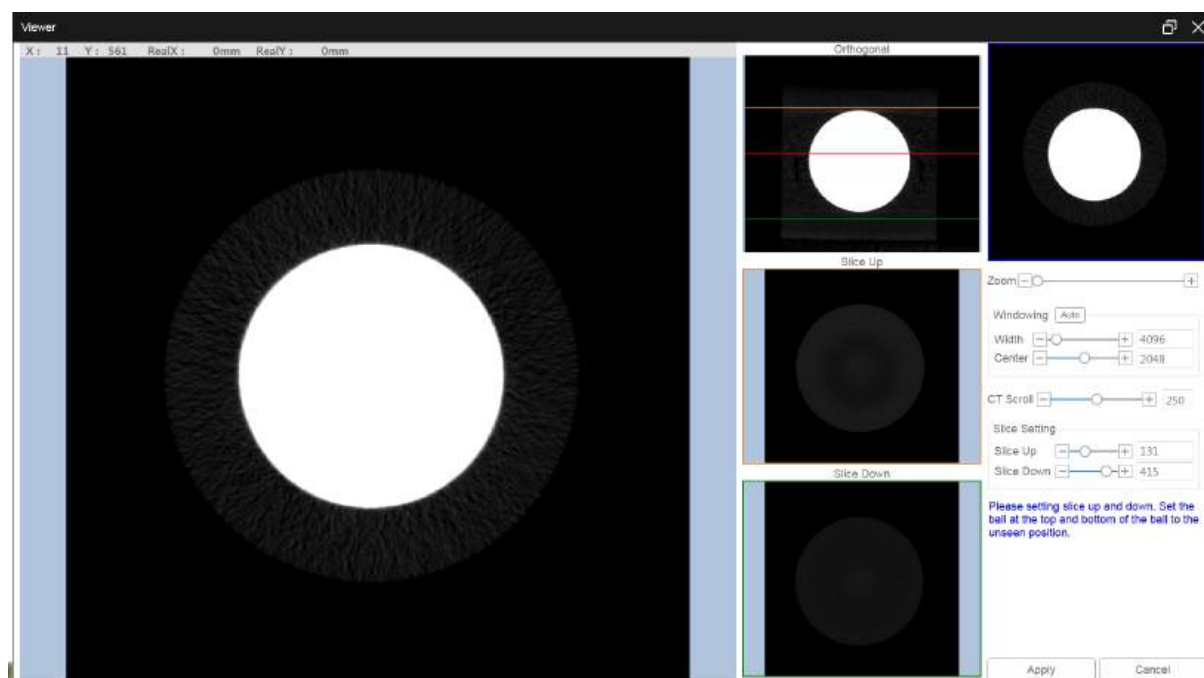 Viewer
X: 11 Y: 561 RealX: 0mm RealY: 0mm
Orthogonal
Slice Up
Slice Down
Zoom
Windowing Auto
Width 4096
Center 2048
CT Scroll 250
Slice Setting
Slice Up 131
Slice Down 415
Please setting slice up and down. Set the
ball at the top and bottom of the ball to the
unseen position.
Apply Cancel